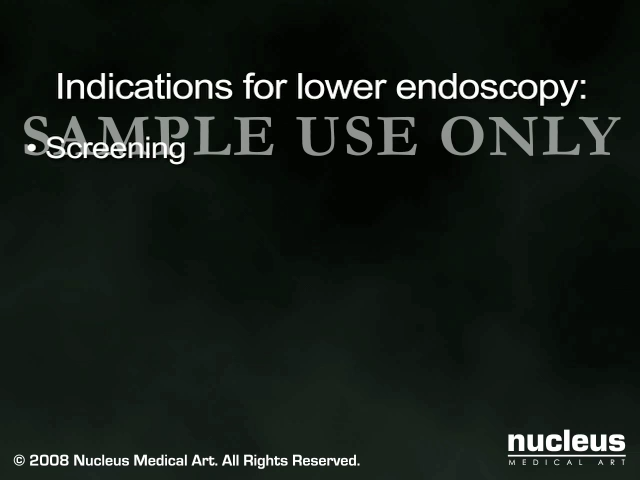 Indications for lower endoscopy:
SAMPLE USE ONLY
• Screening
nucleus
MEDICAL ART
© 2008 Nucleus Medical Art. All Rights Reserved.